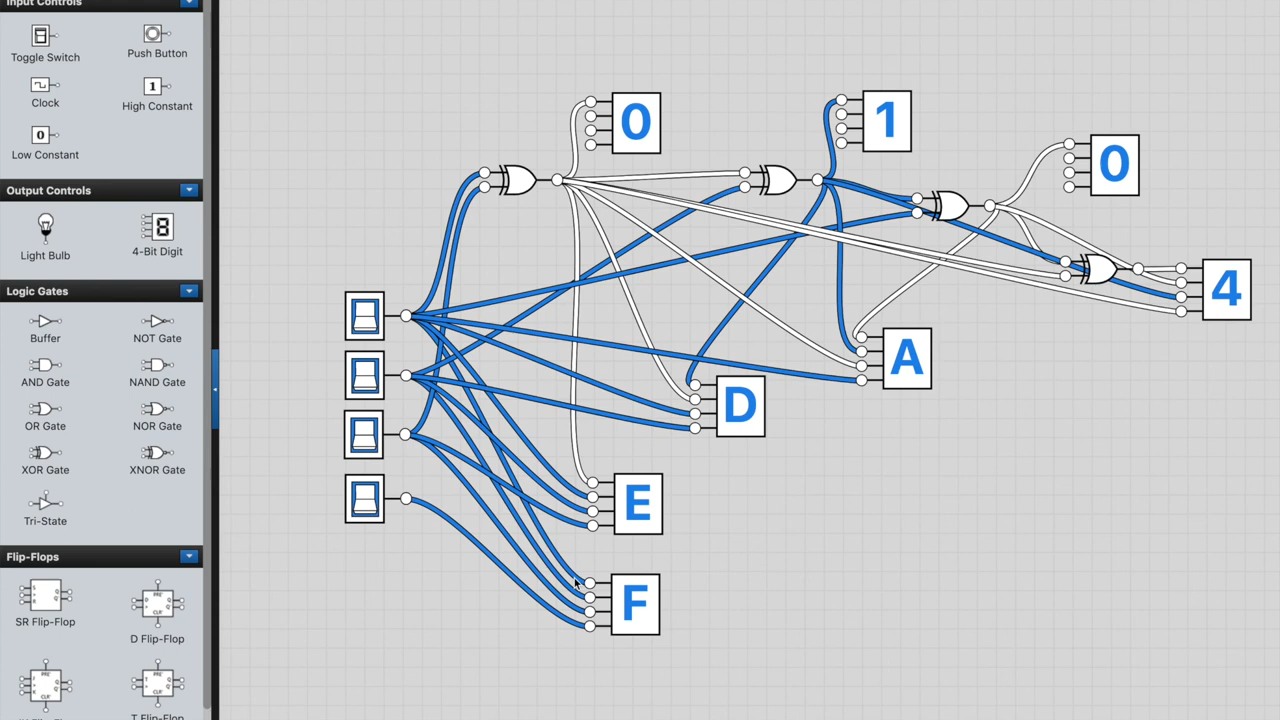 Input Controls
Toggle Switch
Push Button
Clock
High Constant
1
Low Constant
0
Output Controls
Light Bulb
4-Bit Digit
8
Logic Gates
Buffer
NOT Gate
AND Gate
NAND Gate
OR Gate
NOR Gate
XOR Gate
XNOR Gate
Tri-State
Flip-Flops
SR Flip-Flop
D Flip-Flop
0
1
0
4
A
D
E
F